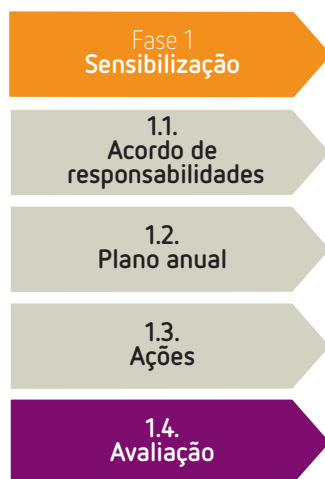 Fase 1
Sensibilização
1.1.
Acordo de
responsabilidades
1.2.
Plano anual
1.3.
Ações
1.4.
Avaliação